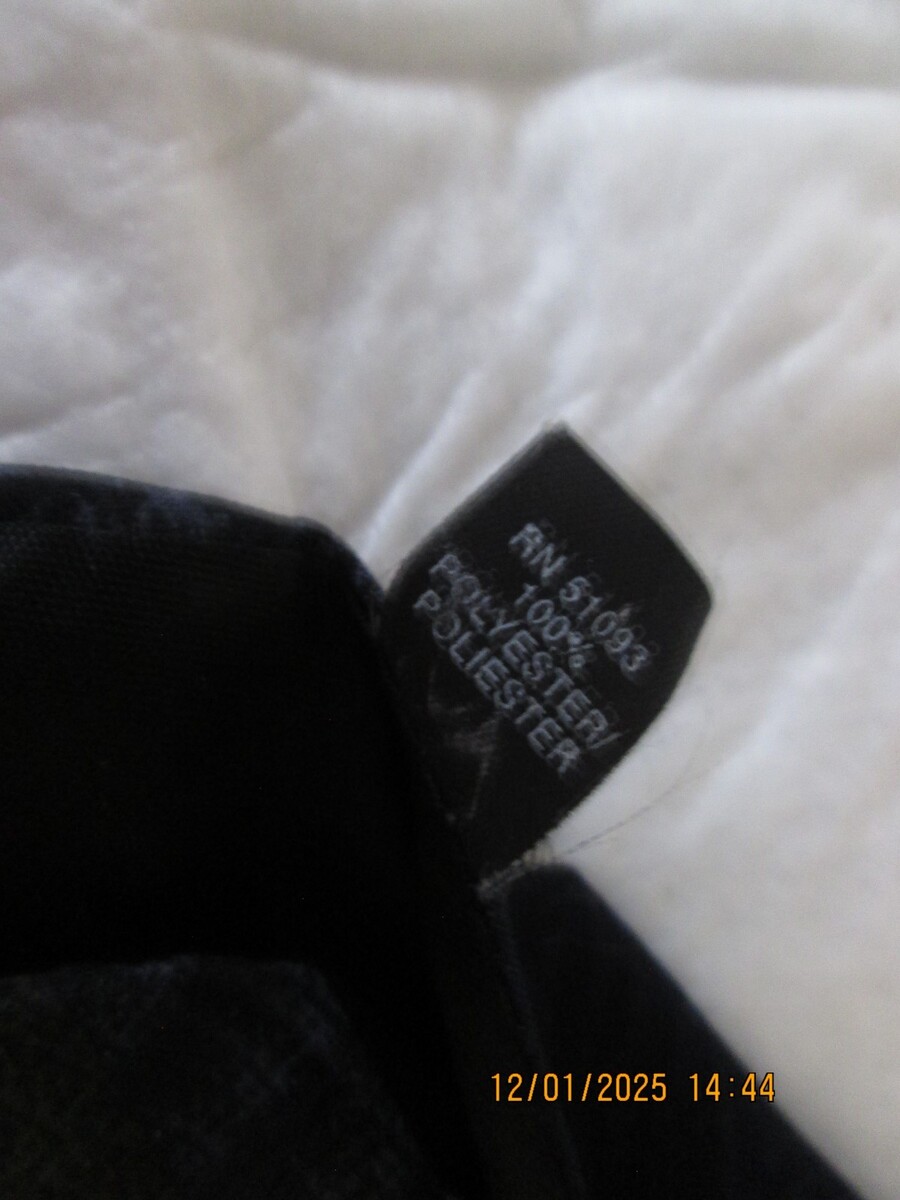 RN 51093
100%
POLYESTER/
POLIESTER
12/01/2025 14:44